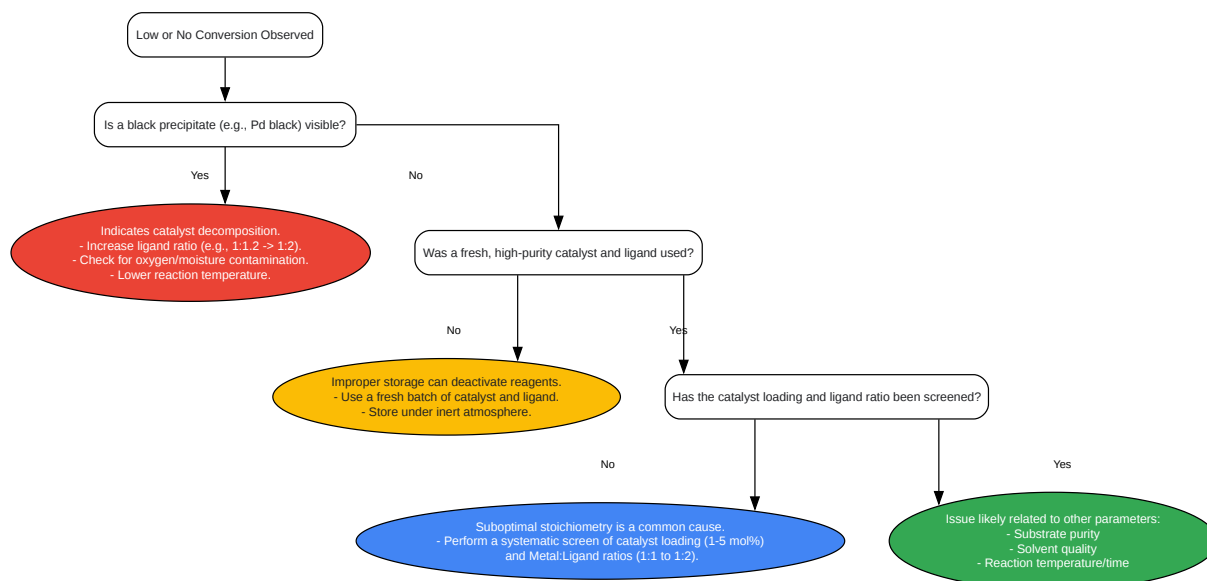 Low or No Conversion Observed
Is a black precipitate (e.g., Pd black) visible?
Yes
No
Indicates catalyst decomposition.
- Increase ligand ratio (e.g., 1:1.2 -> 1:2).
- Check for oxygen/moisture contamination.
- Lower reaction temperature.
Was a fresh, high-purity catalyst and ligand used?
No
Yes
Improper storage can deactivate reagents.
- Use a fresh batch of catalyst and ligand.
- Store under inert atmosphere.
Has the catalyst loading and ligand ratio been screened?
No
Yes
Suboptimal stoichiometry is a common cause.
- Perform a systematic screen of catalyst loading (1-5 mol%)
and Metal:Ligand ratios (1:1 to 1:2).
Issue likely related to other parameters:
- Substrate purity
- Solvent quality
- Reaction temperature/time